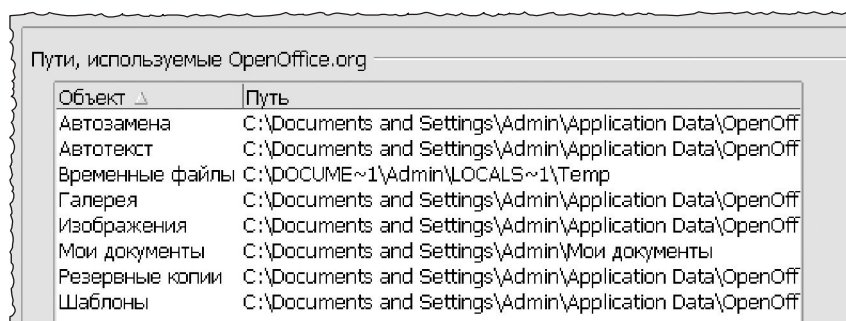 Пути, используемые OpenOffice.org
Объект Путь
Автозамена C:\Documents and Settings\Admin\Application Data\OpenOff
Автотекст C:\Documents and Settings\Admin\Application Data\OpenOff
Временные файлы C:\DOCUME~1\Admin\LOCALS~1\Temp
Галерея C:\Documents and Settings\Admin\Application Data\OpenOff
Изображения C:\Documents and Settings\Admin\Application Data\OpenOff
Мои документы C:\Documents and Settings\Admin\Мои документы
Резервные копии C:\Documents and Settings\Admin\Application Data\OpenOff
Шаблоны C:\Documents and Settings\Admin\Application Data\OpenOff